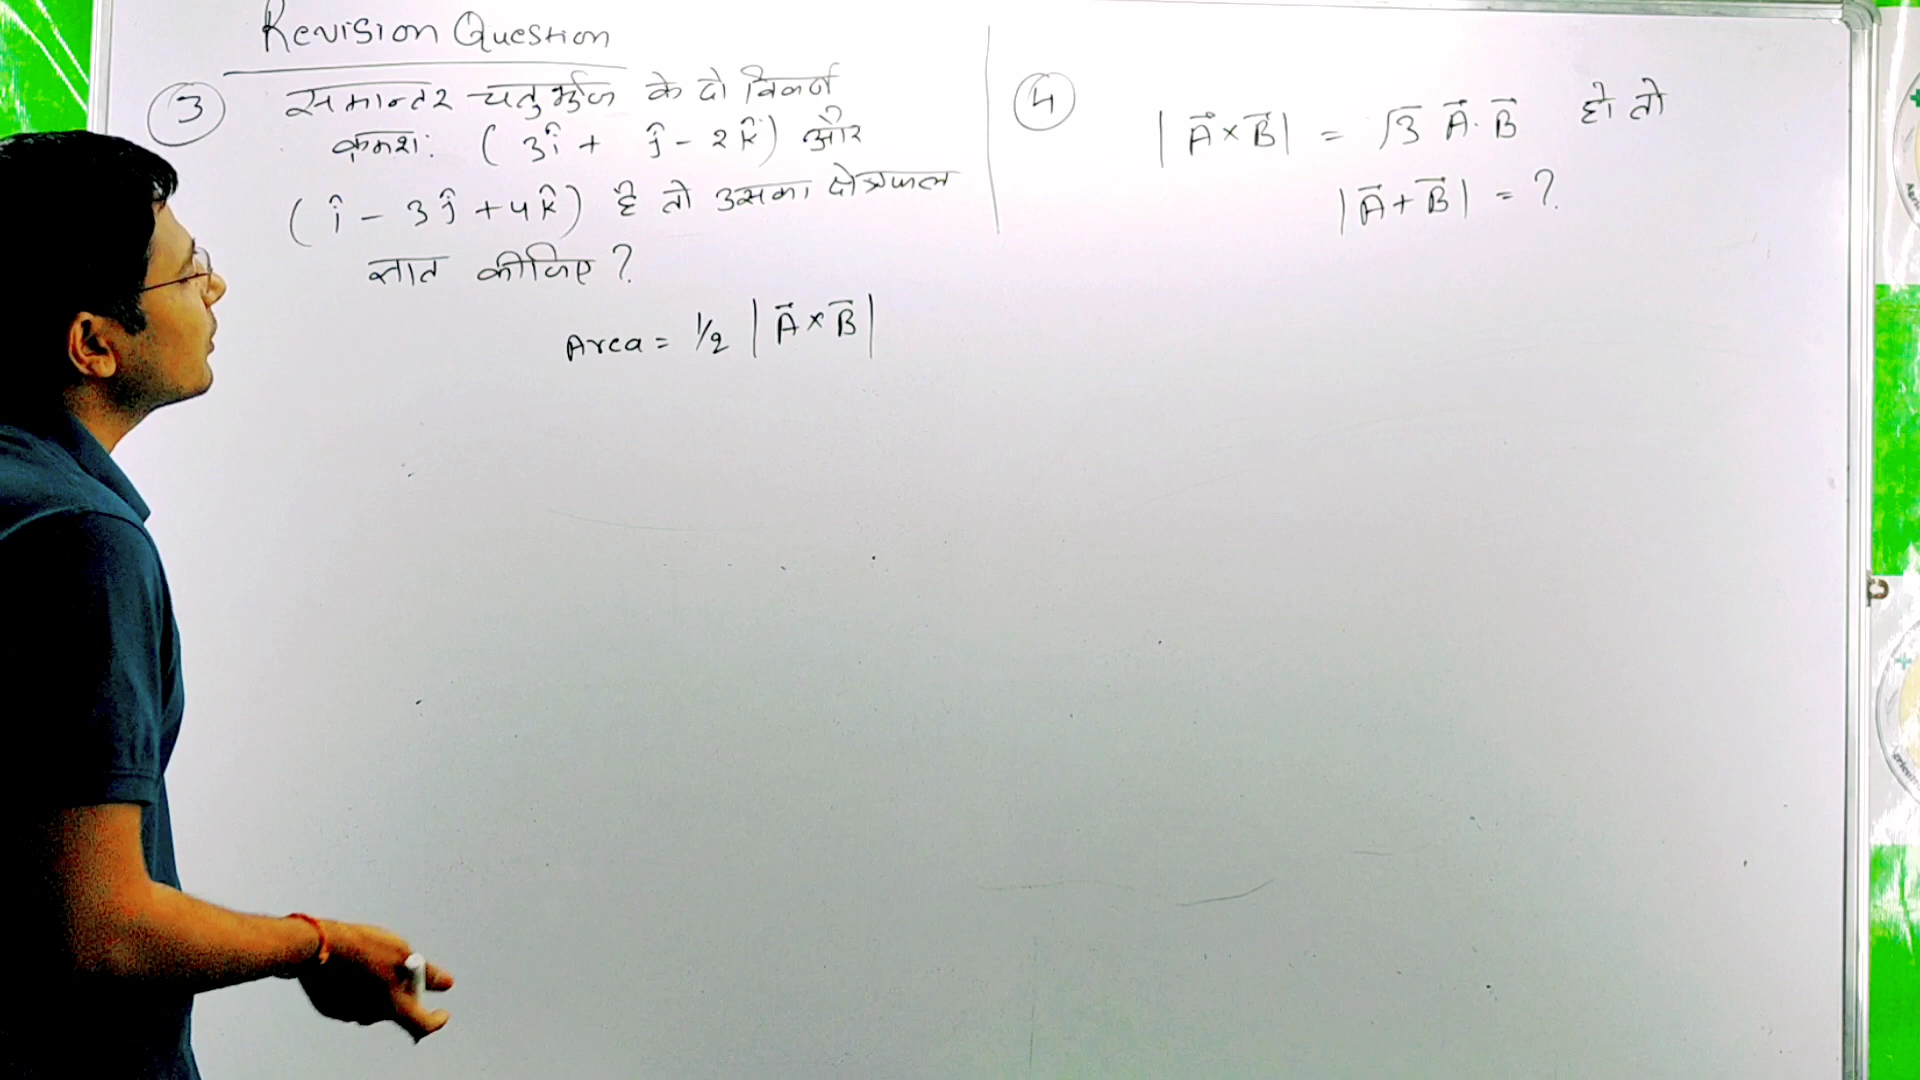 Revision Question
③ समान्तर चतुर्भुज के दो विकर्ण
क्रमशः (3î + ĵ - 2k̂) और
(î - 3ĵ + 4k̂) है तो उसका क्षेत्रफल
ज्ञात कीजिए ?
Area = 1/2 |A⃗ × B⃗|
④ |A⃗ × B⃗| = √3 A⃗ . B⃗ हो तो
|A⃗ + B⃗| = ?